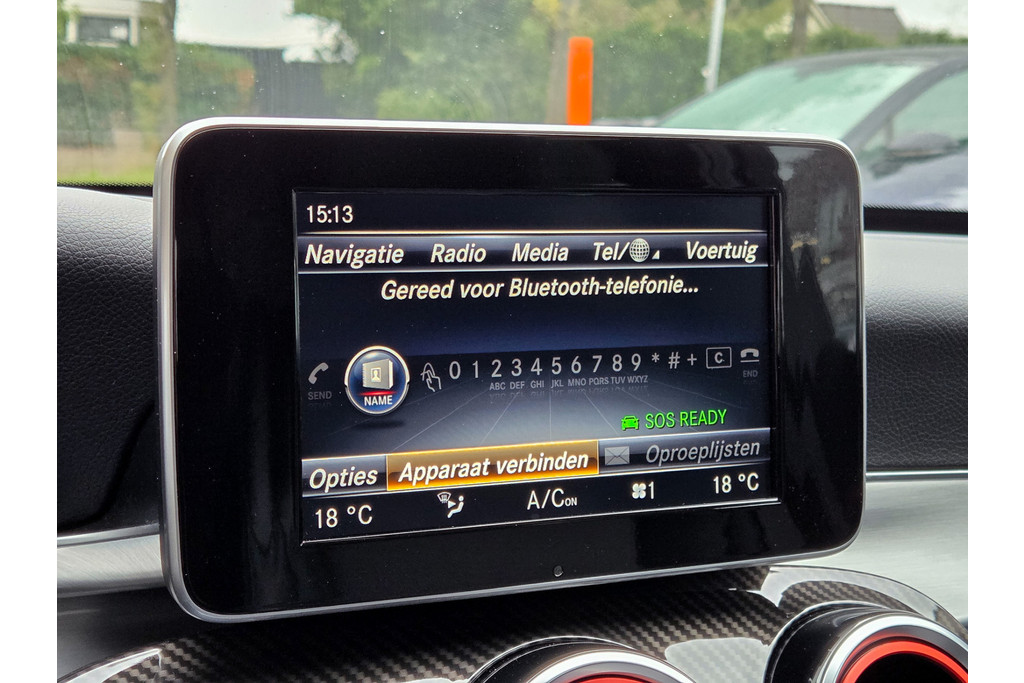 15:13
Navigatie Radio Media Tel/ Voertuig
Gereed voor Bluetooth-telefonie...
SEND NAME 0 1 2 3 4 5 6 7 8 9 * # + C. END
ABC DEF GHI JKL MNO PQRS TUV WXYZ
SOS READY
Opties Apparaat verbinden Oproeplijsten
18 °C A/C ON 1 18 °C